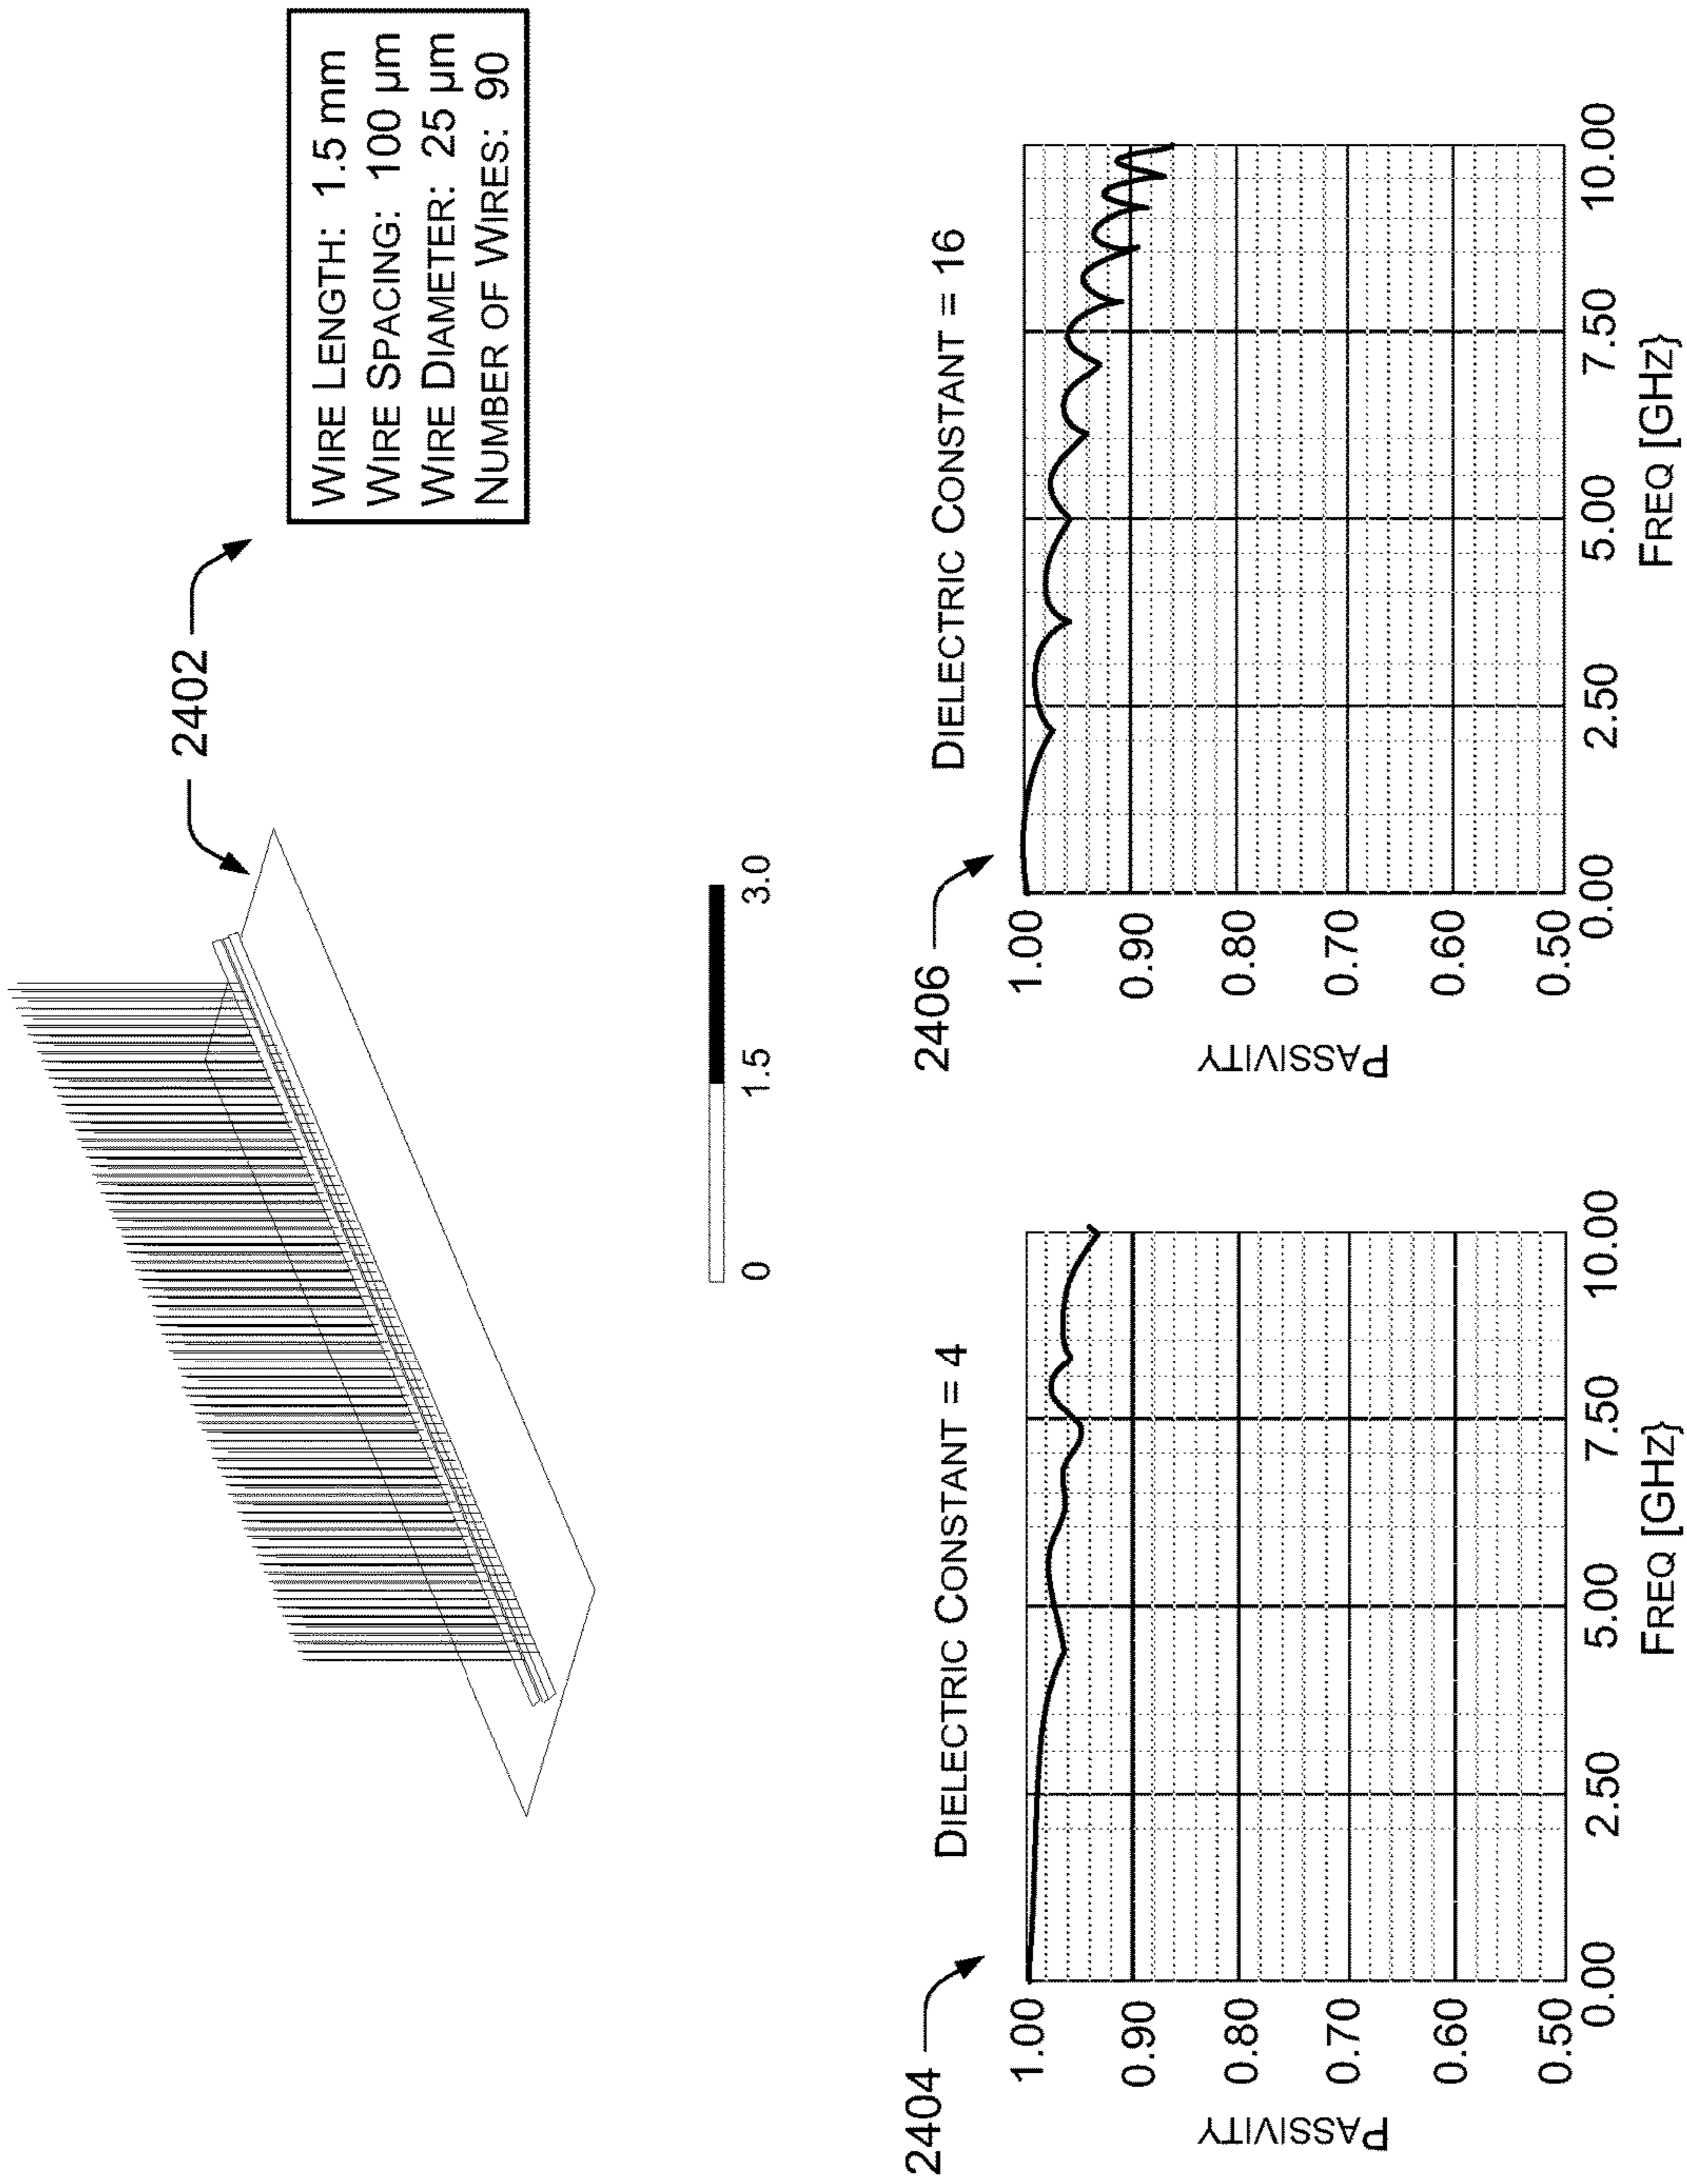 2402
WIRE LENGTH: 1.5 mm
WIRE SPACING: 100 μm
WIRE DIAMETER: 25 μm
NUMBER OF WIRES: 90
0 1.5 3.0
2404
DIELECTRIC CONSTANT = 4
PASSIVITY
1.00
0.90
0.80
0.70
0.60
0.50
0.00 2.50 5.00 7.50 10.00
FREQ [GHZ}
2406
DIELECTRIC CONSTANT = 16
PASSIVITY
1.00
0.90
0.80
0.70
0.60
0.50
0.00 2.50 5.00 7.50 10.00
FREQ [GHZ}